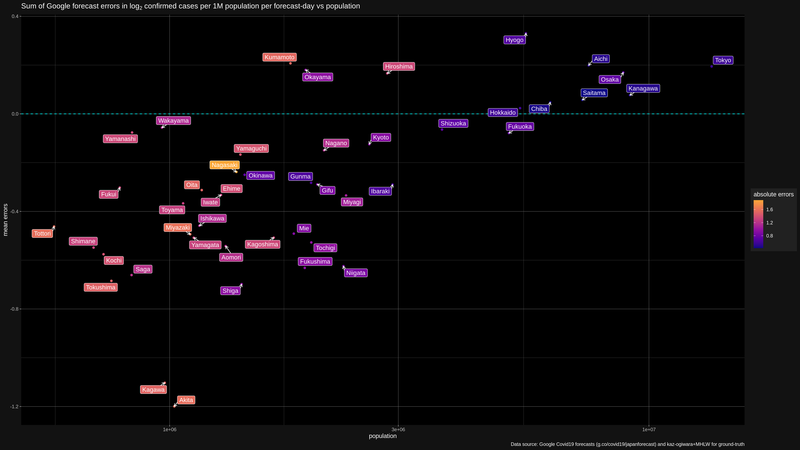 Sum of Google forecast errors in log2 confirmed cases per 1M population per forecast-day vs population
0.4
Hyogo
Kumamoto
Aichi
Tokyo
Hiroshima
Okayama
Osaka
Kanagawa
Saitama
Chiba
Hokkaido
0.0
Wakayama
Shizuoka
Fukuoka
Yamanashi
Kyoto
Nagano
Yamaguchi
Nagasaki
Okinawa
Gunma
absolute errors
Oita
Ehime
Gifu
Ibaraki
Fukui
Iwate
Miyagi
1.6
Toyama
-0.4
Ishikawa
1.2
Miyazaki
Mie
0.8
Tottori
Shimane
Yamagata
Kagoshima
Tochigi
mean errors
Kochi
Aomori
Fukushima
Saga
Niigata
Tokushima
Shiga
-0.8
Kagawa
Akita
-1.2
1e+06
3e+06
1e+07
population
Data source: Google Covid19 forecasts (g.co/covid19/japanforecast) and kaz-ogiwara+MHLW for ground-truth